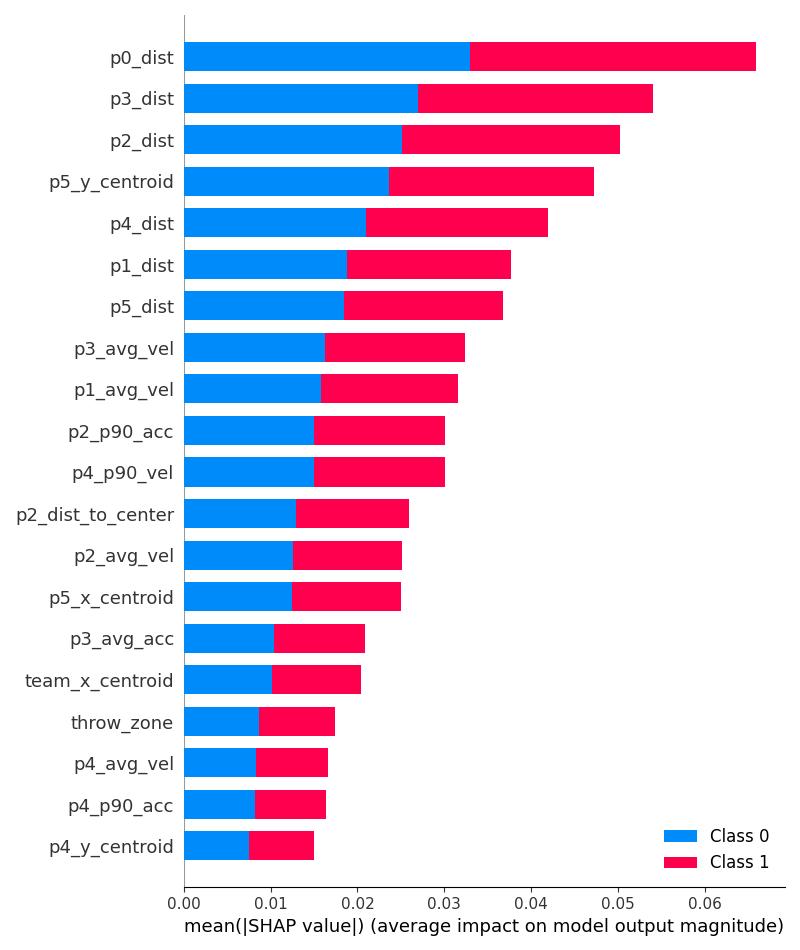 p0_dist
p3_dist
p2_dist
p5_y_centroid
p4_dist
p1_dist
p5_dist
p3_avg_vel
p1_avg_vel
p2_p90_acc
p4_p90_vel
p2_dist_to_center
p2_avg_vel
p5_x_centroid
p3_avg_acc
team_x_centroid
throw_zone
p4_avg_vel
p4_p90_acc
p4_y_centroid
Class 0
Class 1
0.00 0.01 0.02 0.03 0.04 0.05 0.06
mean(|SHAP value|) (average impact on model output magnitude)